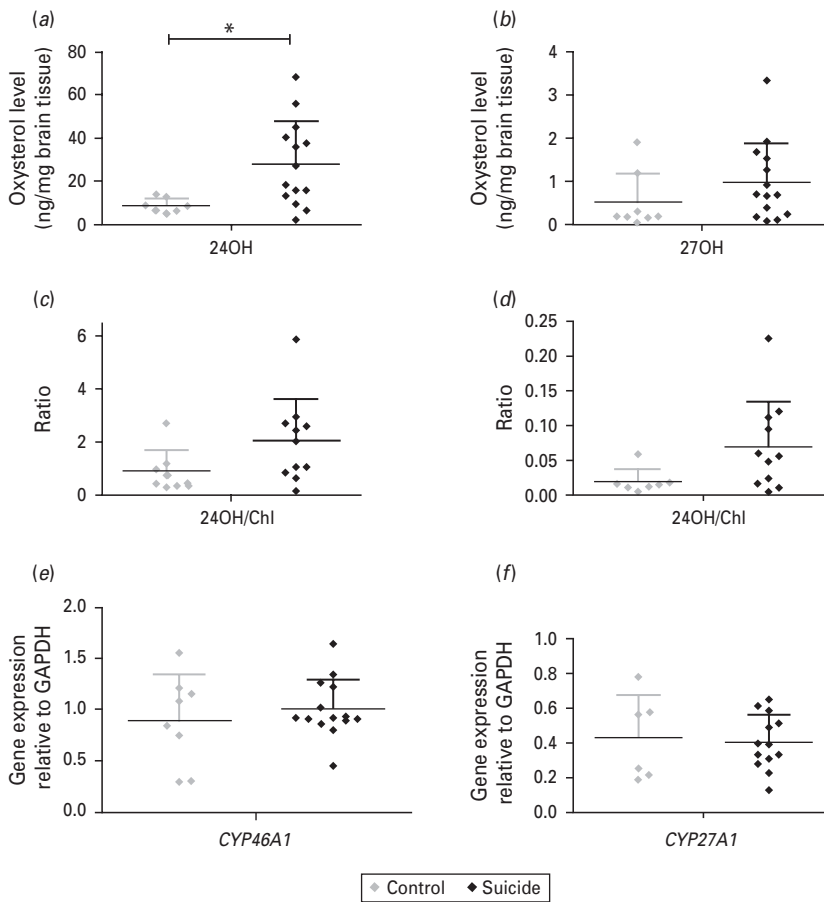 (a)
*
Oxysterol level
(ng/mg brain tissue)
80
60
40
20
0
24OH
(b)
Oxysterol level
(ng/mg brain tissue)
4
3
2
1
0
27OH
(c)
Ratio
6
4
2
0
24OH/Chl
(d)
Ratio
0.25
0.20
0.15
0.10
0.05
0.00
24OH/Chl
(e)
Gene expression
relative to GAPDH
2.0
1.5
1.0
0.5
0.0
CYP46A1
(f)
Gene expression
relative to GAPDH
1.0
0.8
0.6
0.4
0.2
0.0
CYP27A1
Control Suicide